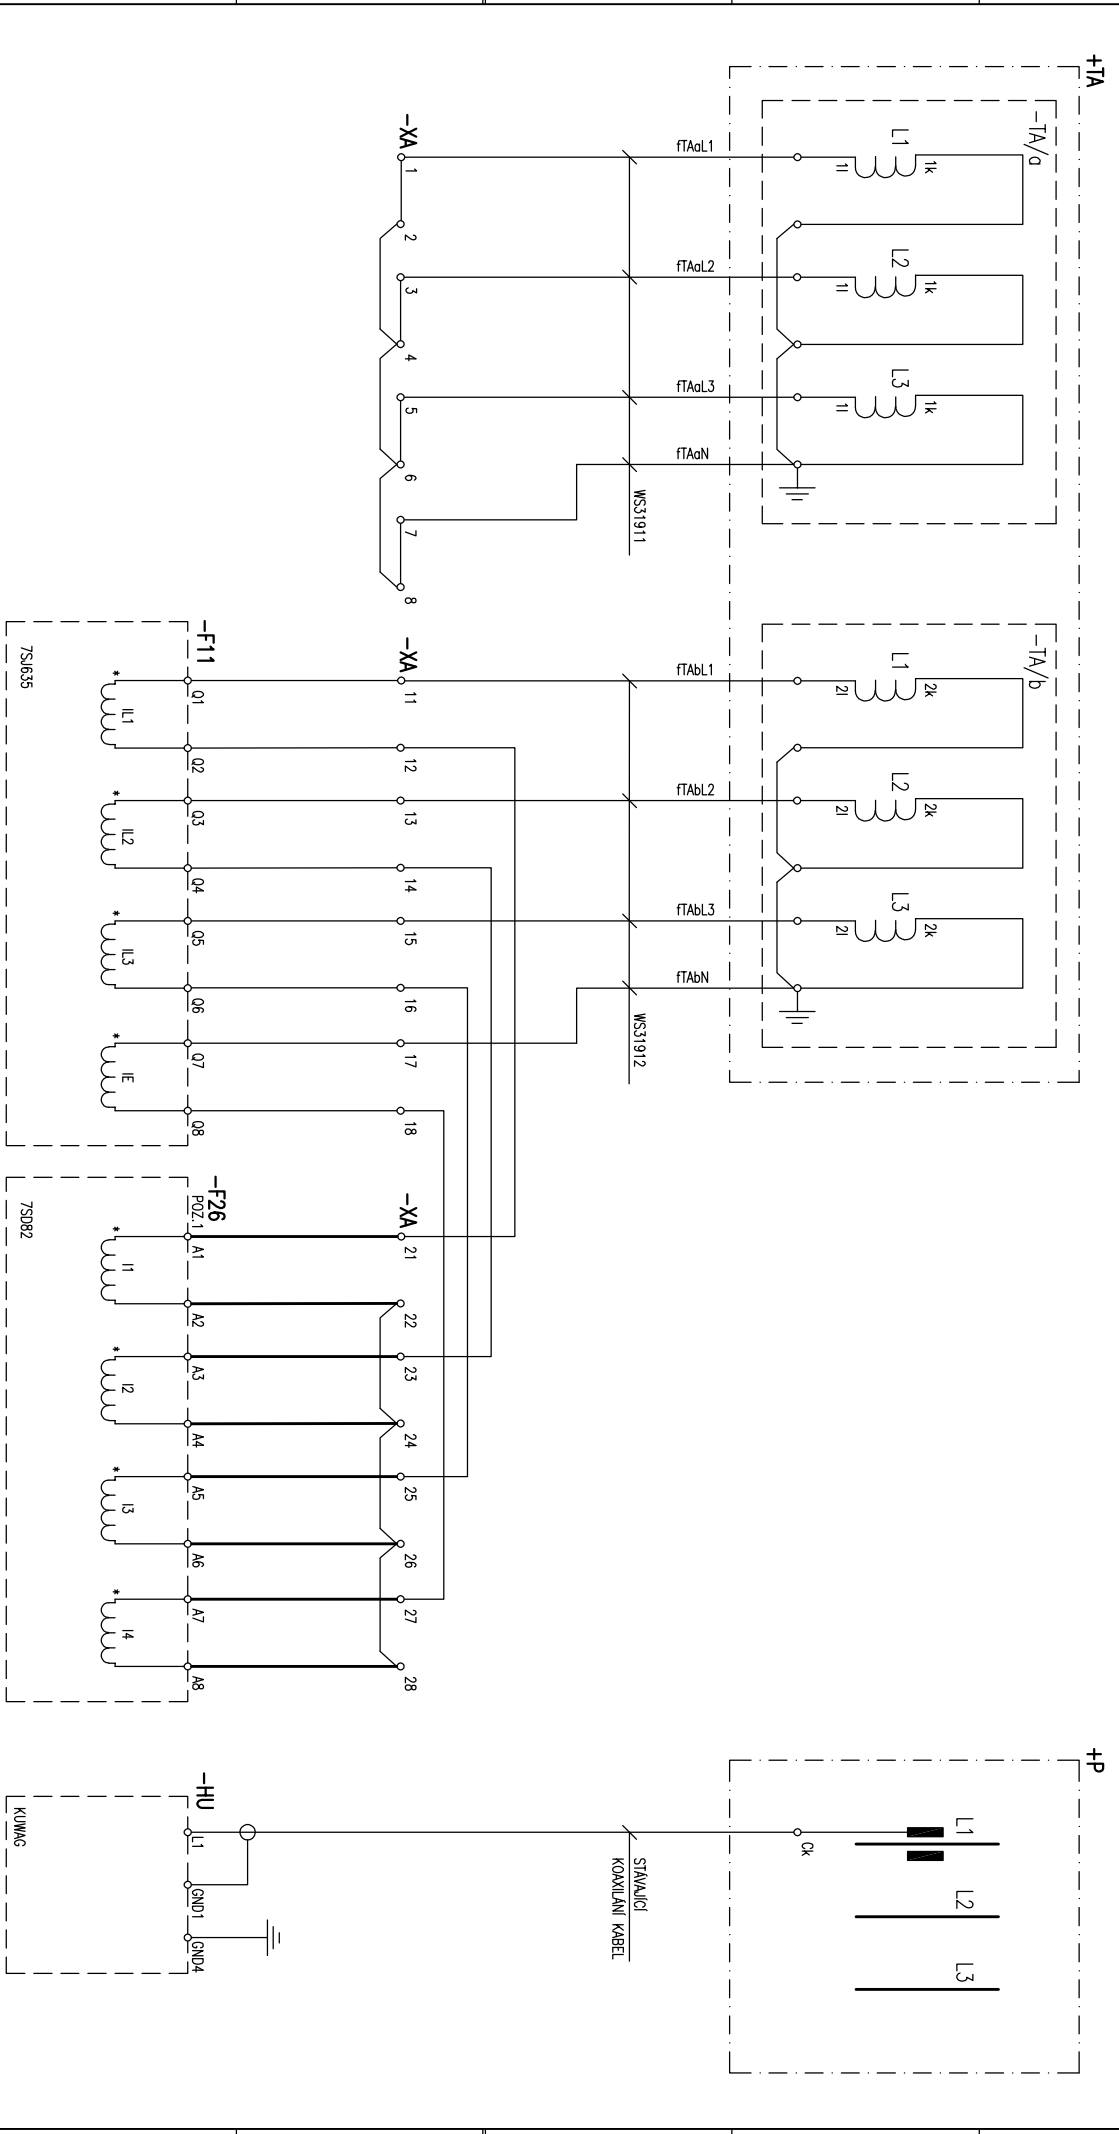 +TA
-TA/a
L1
1k
1l
L2
1k
1l
L3
1k
1l
fTAaL1
fTAaL2
fTAaL3
fTAaN
WS31911
-XA
1
2
3
4
5
6
7
8
-TA/b
L1
2k
2l
L2
2k
2l
L3
2k
2l
fTAbL1
fTAbL2
fTAbL3
fTAbN
WS31912
-XA
11
12
13
14
15
16
17
18
-F11
Q1
Q2
Q3
Q4
Q5
Q6
Q7
Q8
* IL1
* IL2
* IL3
* IE
7SJ635
-XA
21
22
23
24
25
26
27
28
-F26
POZ.1
A1
A2
A3
A4
A5
A6
A7
A8
* I1
* I2
* I3
* I4
7SD82
+P
L1
L2
L3
Ck
STÁVAJÍCÍ
KOAXILÁNÍ KABEL
-HU
L1
GND1
GND4
KUWAG